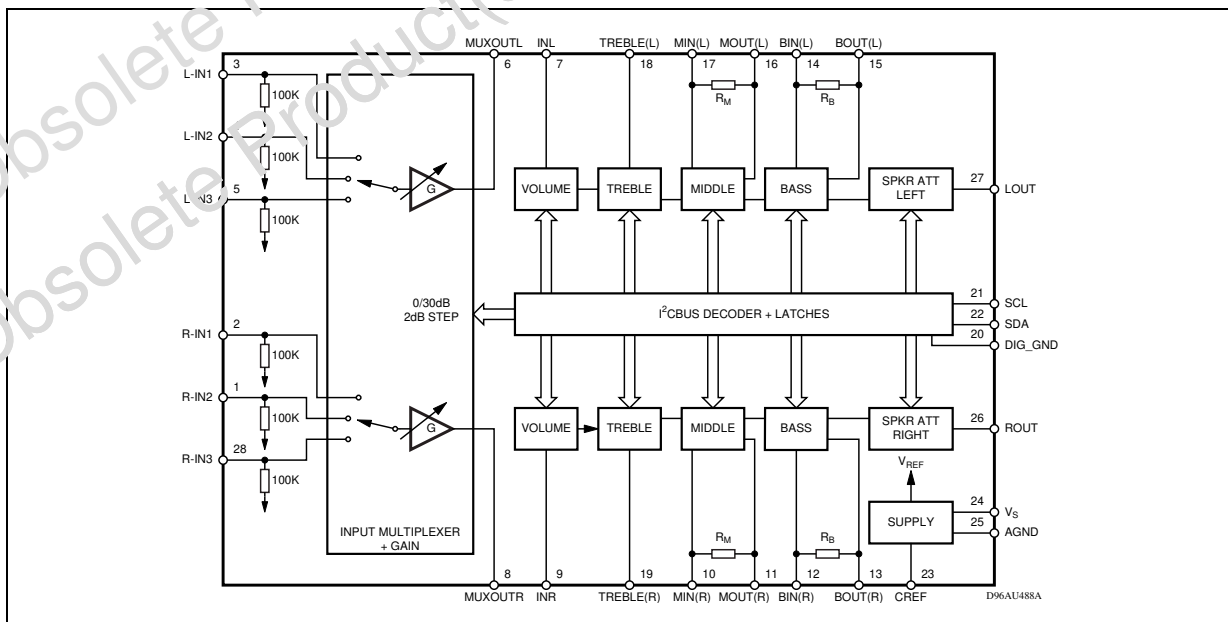 MUXOUTL INL TREBLE(L) MIN(L) MOUT(L) BIN(L) BOUT(L)
6 7 18 17 16 14 15
L-IN1 3
100K
L-IN2
100K
L-IN3 5
100K
R_M R_B
G
VOLUME TREBLE MIDDLE BASS SPKR ATT
LEFT
27 LOUT
0/30dB
2dB STEP
I²CBUS DECODER + LATCHES
21 SCL
22 SDA
20 DIG_GND
R-IN1 2
100K
R-IN2 1
100K
R-IN3 28
100K
G
VOLUME TREBLE MIDDLE BASS SPKR ATT
RIGHT
26 ROUT
V_REF
SUPPLY
24 V_S
25 AGND
INPUT MULTIPLEXER
+ GAIN
R_M R_B
8 9 19 10 11 12 13 23
MUXOUTR INR TREBLE(R) MIN(R) MOUT(R) BIN(R) BOUT(R) CREF
D96AU488A
Obsolete Product(